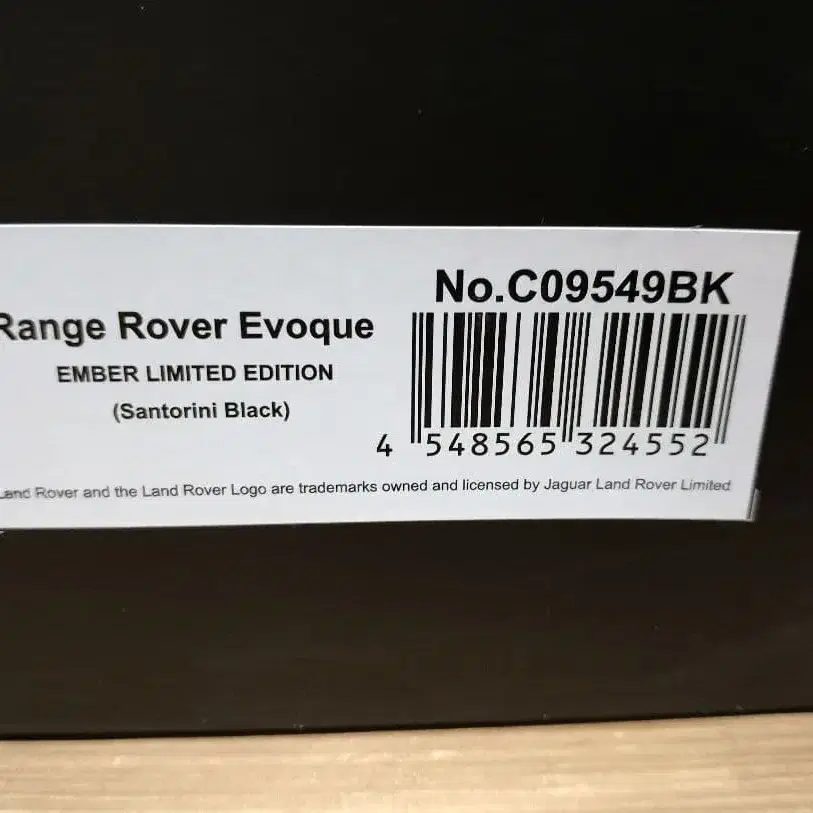 No.C09549BK
Range Rover Evoque
EMBER LIMITED EDITION
(Santorini Black)
4 548565 324552
Land Rover and the Land Rover Logo are trademarks owned and licensed by Jaguar Land Rover Limited